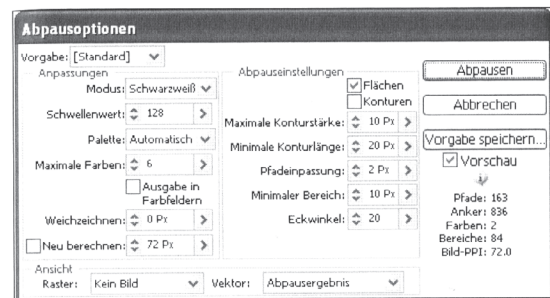 Abpausoptionen
Vorgabe: [Standard]
Anpassungen
Modus: Schwarzweiß
Schwellenwert: 128
Palette: Automatisch
Maximale Farben: 6
Ausgabe in
Farbfeldern
Weichzeichnen: 0 Px
Neu berechnen: 72 Px
Abpauseinstellungen
Flächen
Konturen
Maximale Konturstärke: 10 Px
Minimale Konturlänge: 20 Px
Pfadeinpassung: 2 Px
Minimaler Bereich: 10 Px
Eckwinkel: 20
Abpausen
Abbrechen
Vorgabe speichern...
Vorschau
Pfade: 163
Anker: 836
Farben: 2
Bereiche: 84
Bild-PPI: 72.0
Ansicht
Raster: Kein Bild Vektor: Abpausergebnis